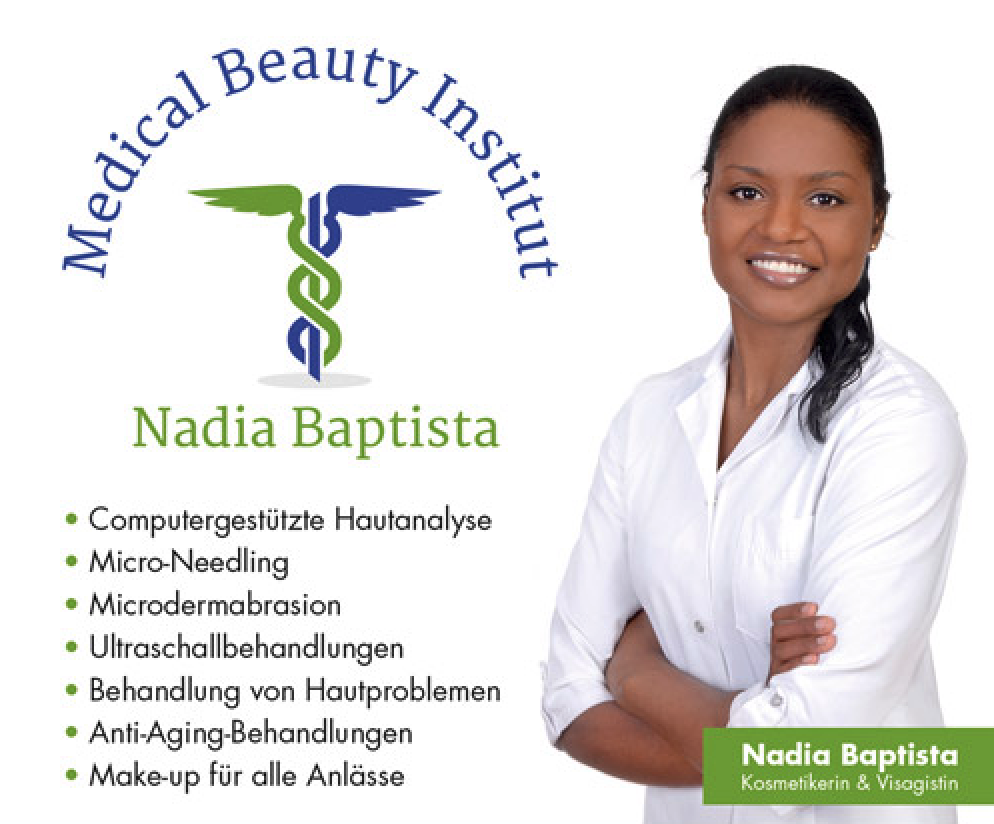 Medical Beauty Institut
Nadia Baptista
• Computergestützte Hautanalyse
• Micro-Needling
• Microdermabrasion
• Ultraschallbehandlungen
• Behandlung von Hautproblemen
• Anti-Aging-Behandlungen
• Make-up für alle Anlässe
Nadia Baptista
Kosmetikerin & Visagistin